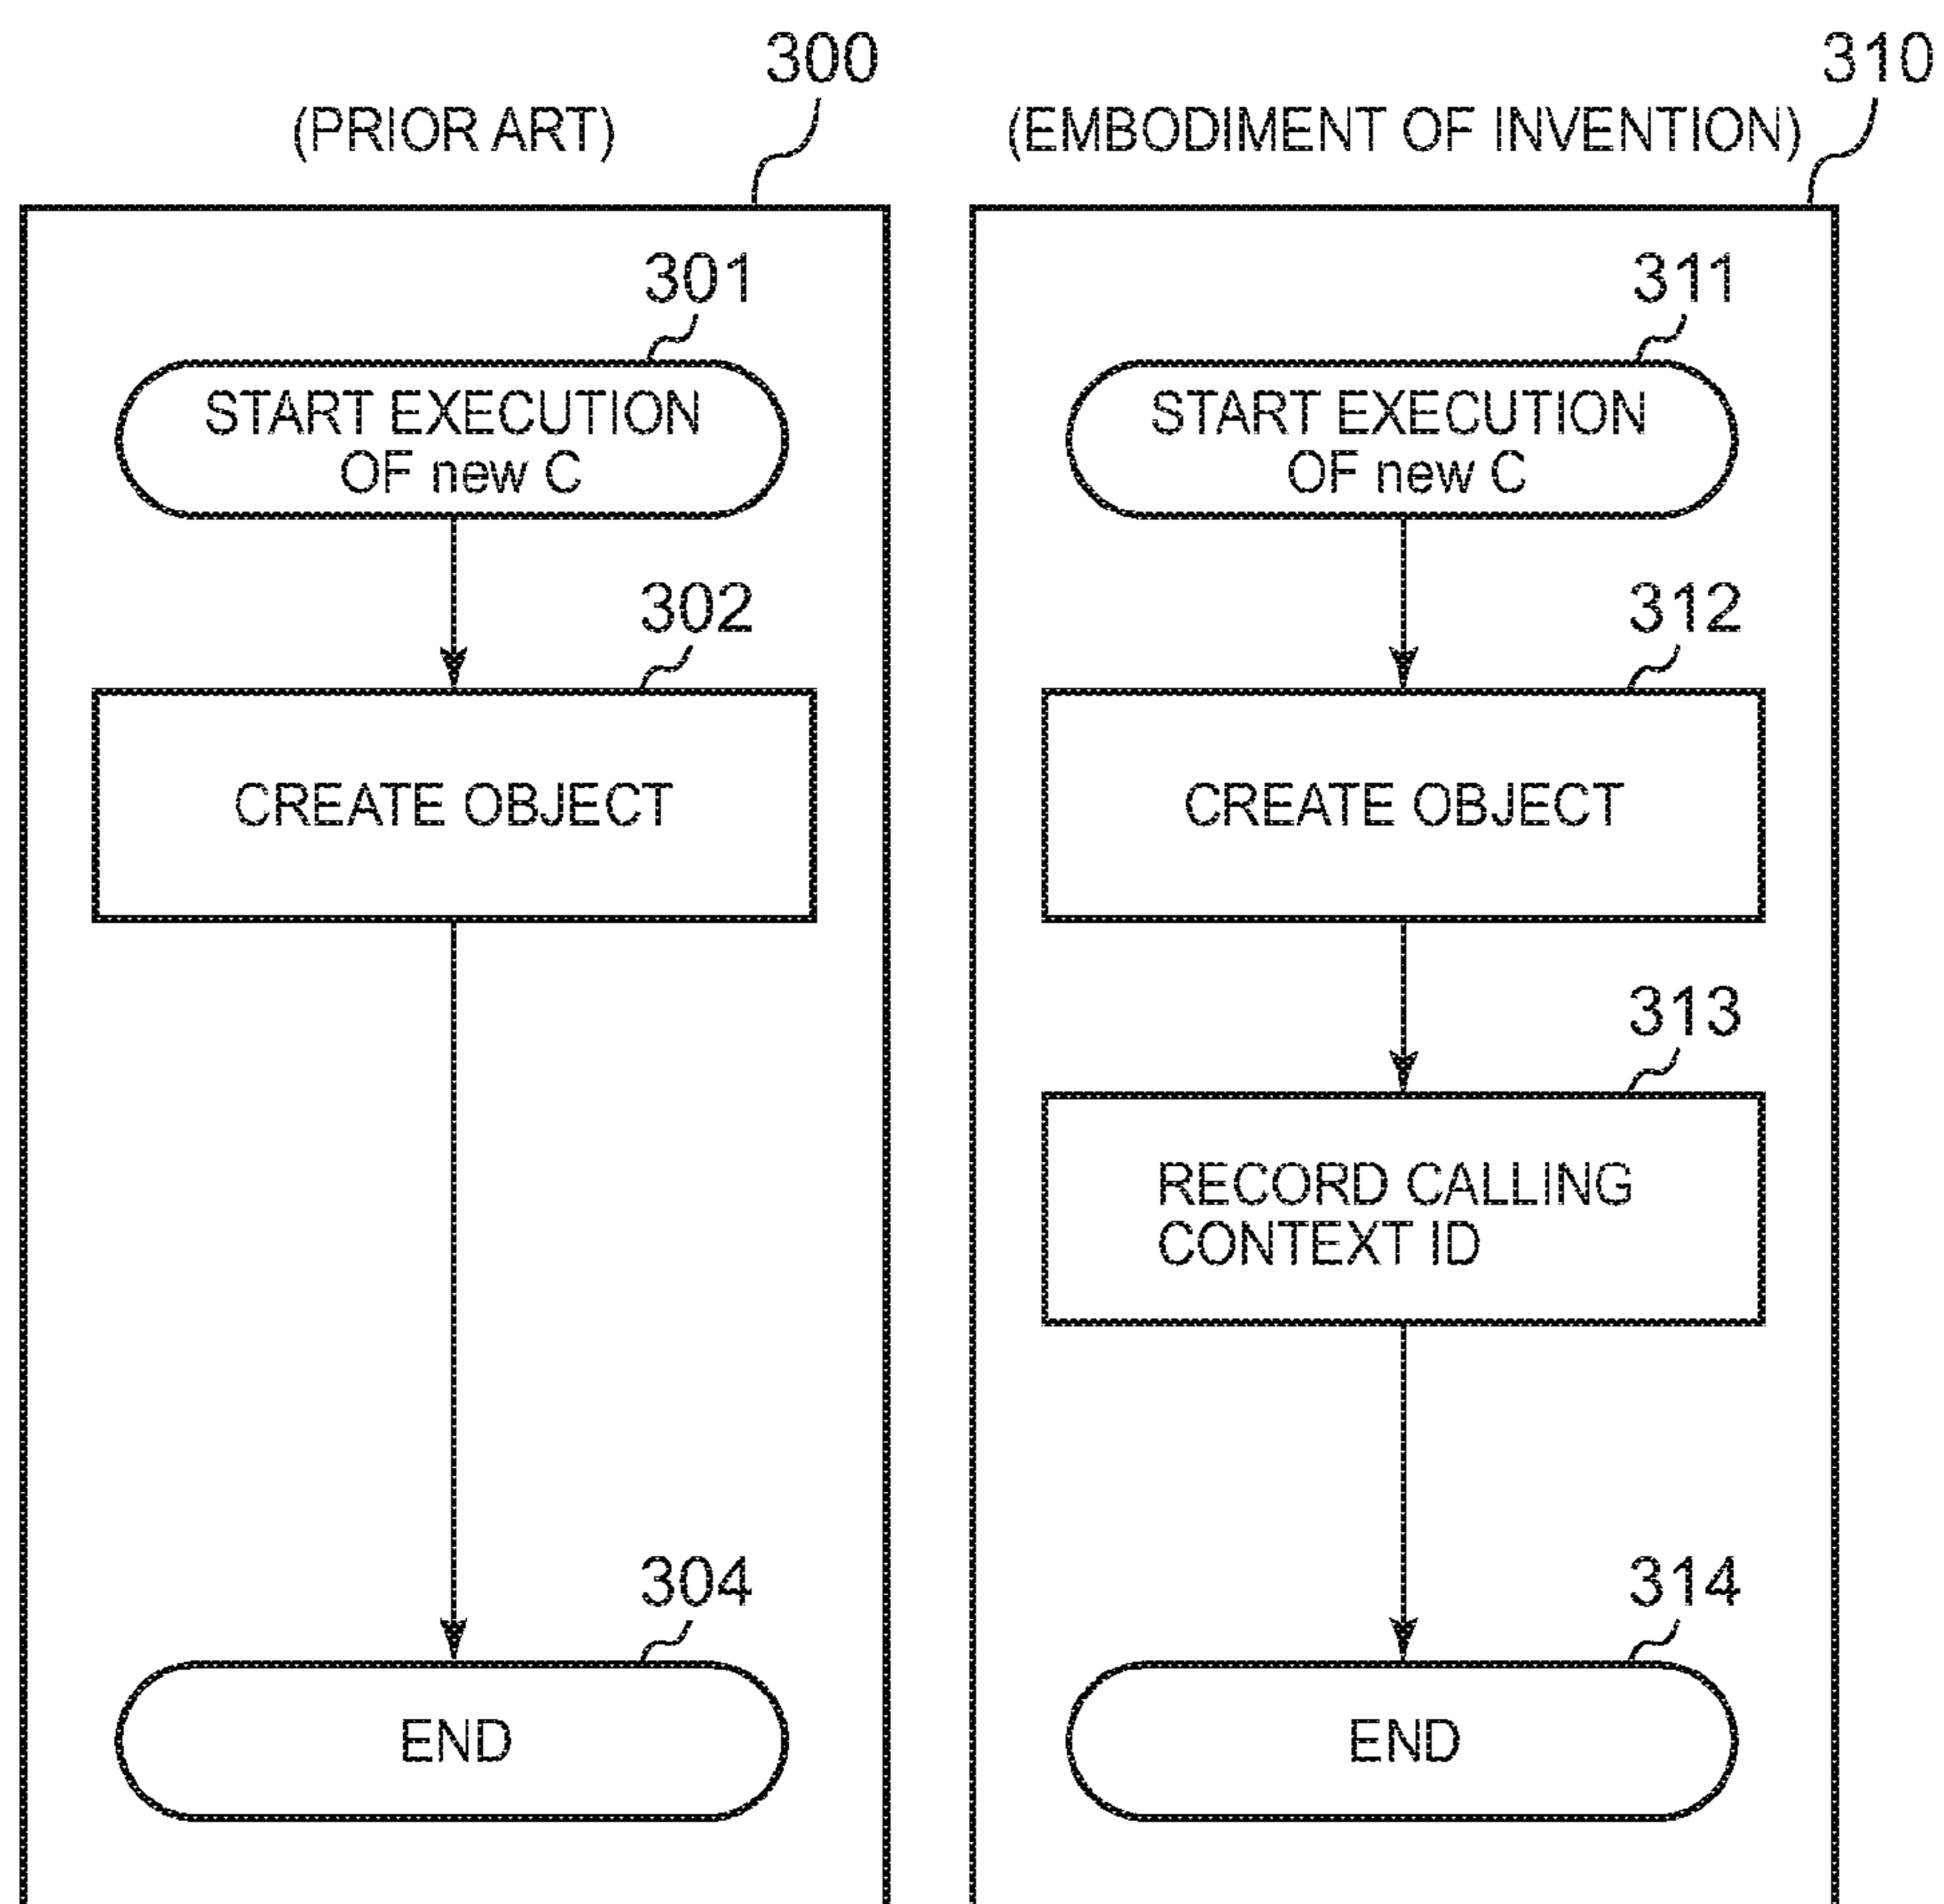 300
(PRIOR ART)
301
START EXECUTION
OF new C
302
CREATE OBJECT
304
END
310
(EMBODIMENT OF INVENTION)
311
START EXECUTION
OF new C
312
CREATE OBJECT
313
RECORD CALLING
CONTEXT ID
314
END